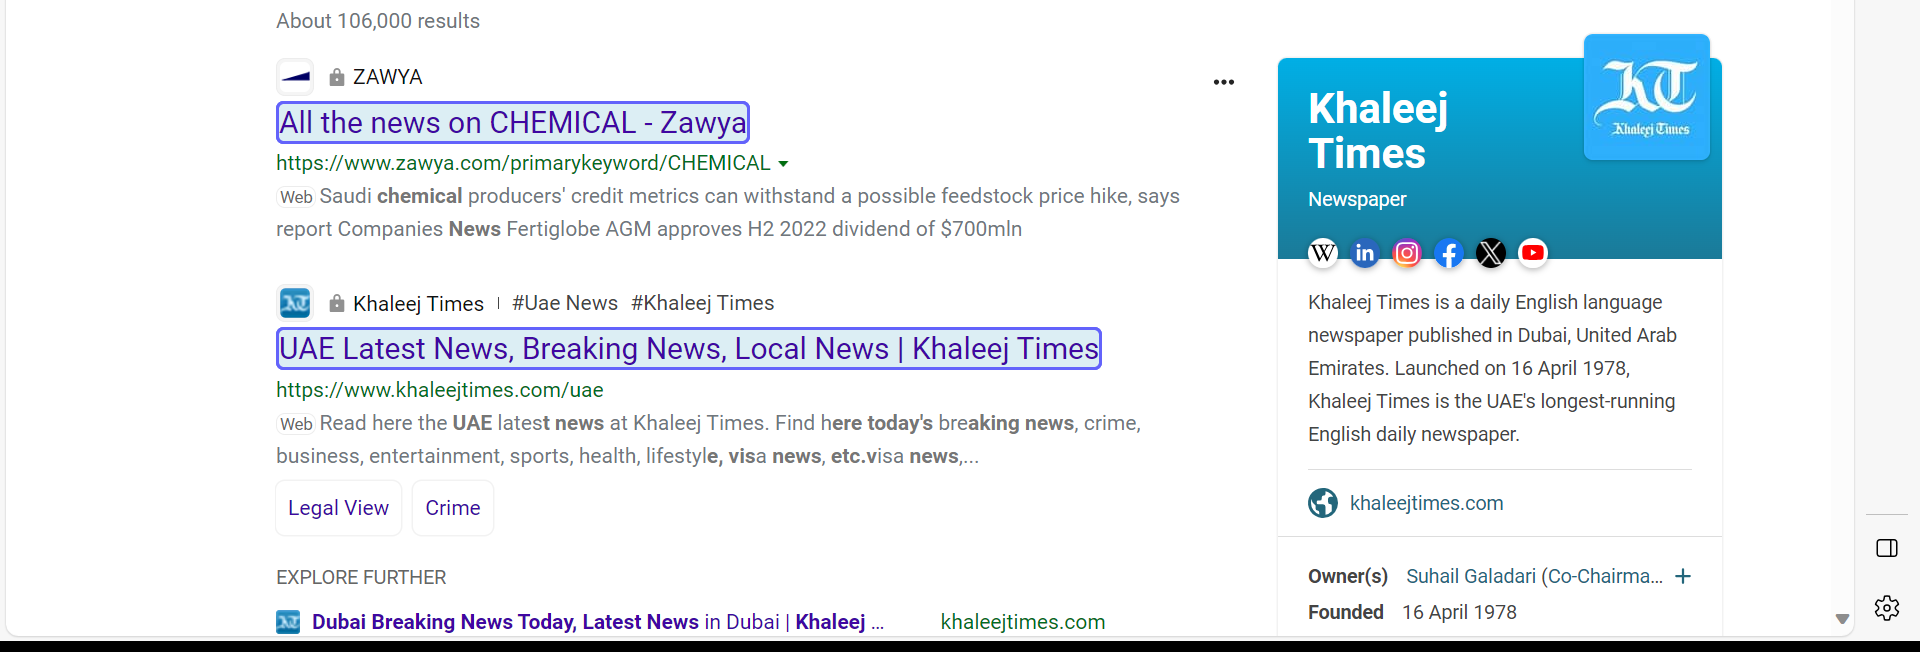 About 106,000 results
ZAWYA
All the news on CHEMICAL - Zawya
https://www.zawya.com/primarykeyword/CHEMICAL
Web Saudi chemical producers' credit metrics can withstand a possible feedstock price hike, says
report Companies News Fertiglobe AGM approves H2 2022 dividend of $700mln
Khaleej Times | #Uae News #Khaleej Times
UAE Latest News, Breaking News, Local News | Khaleej Times
https://www.khaleejtimes.com/uae
Web Read here the UAE latest news at Khaleej Times. Find here today's breaking news, crime,
business, entertainment, sports, health, lifestyle, visa news, etc.visa news,...
Legal View Crime
EXPLORE FURTHER
Dubai Breaking News Today, Latest News in Dubai | Khaleej ... khaleejtimes.com
Khaleej
Times
Newspaper
KT
Khaleej Times
W in f X
Khaleej Times is a daily English language
newspaper published in Dubai, United Arab
Emirates. Launched on 16 April 1978,
Khaleej Times is the UAE's longest-running
English daily newspaper.
khaleejtimes.com
Owner(s) Suhail Galadari (Co-Chairma... +
Founded 16 April 1978